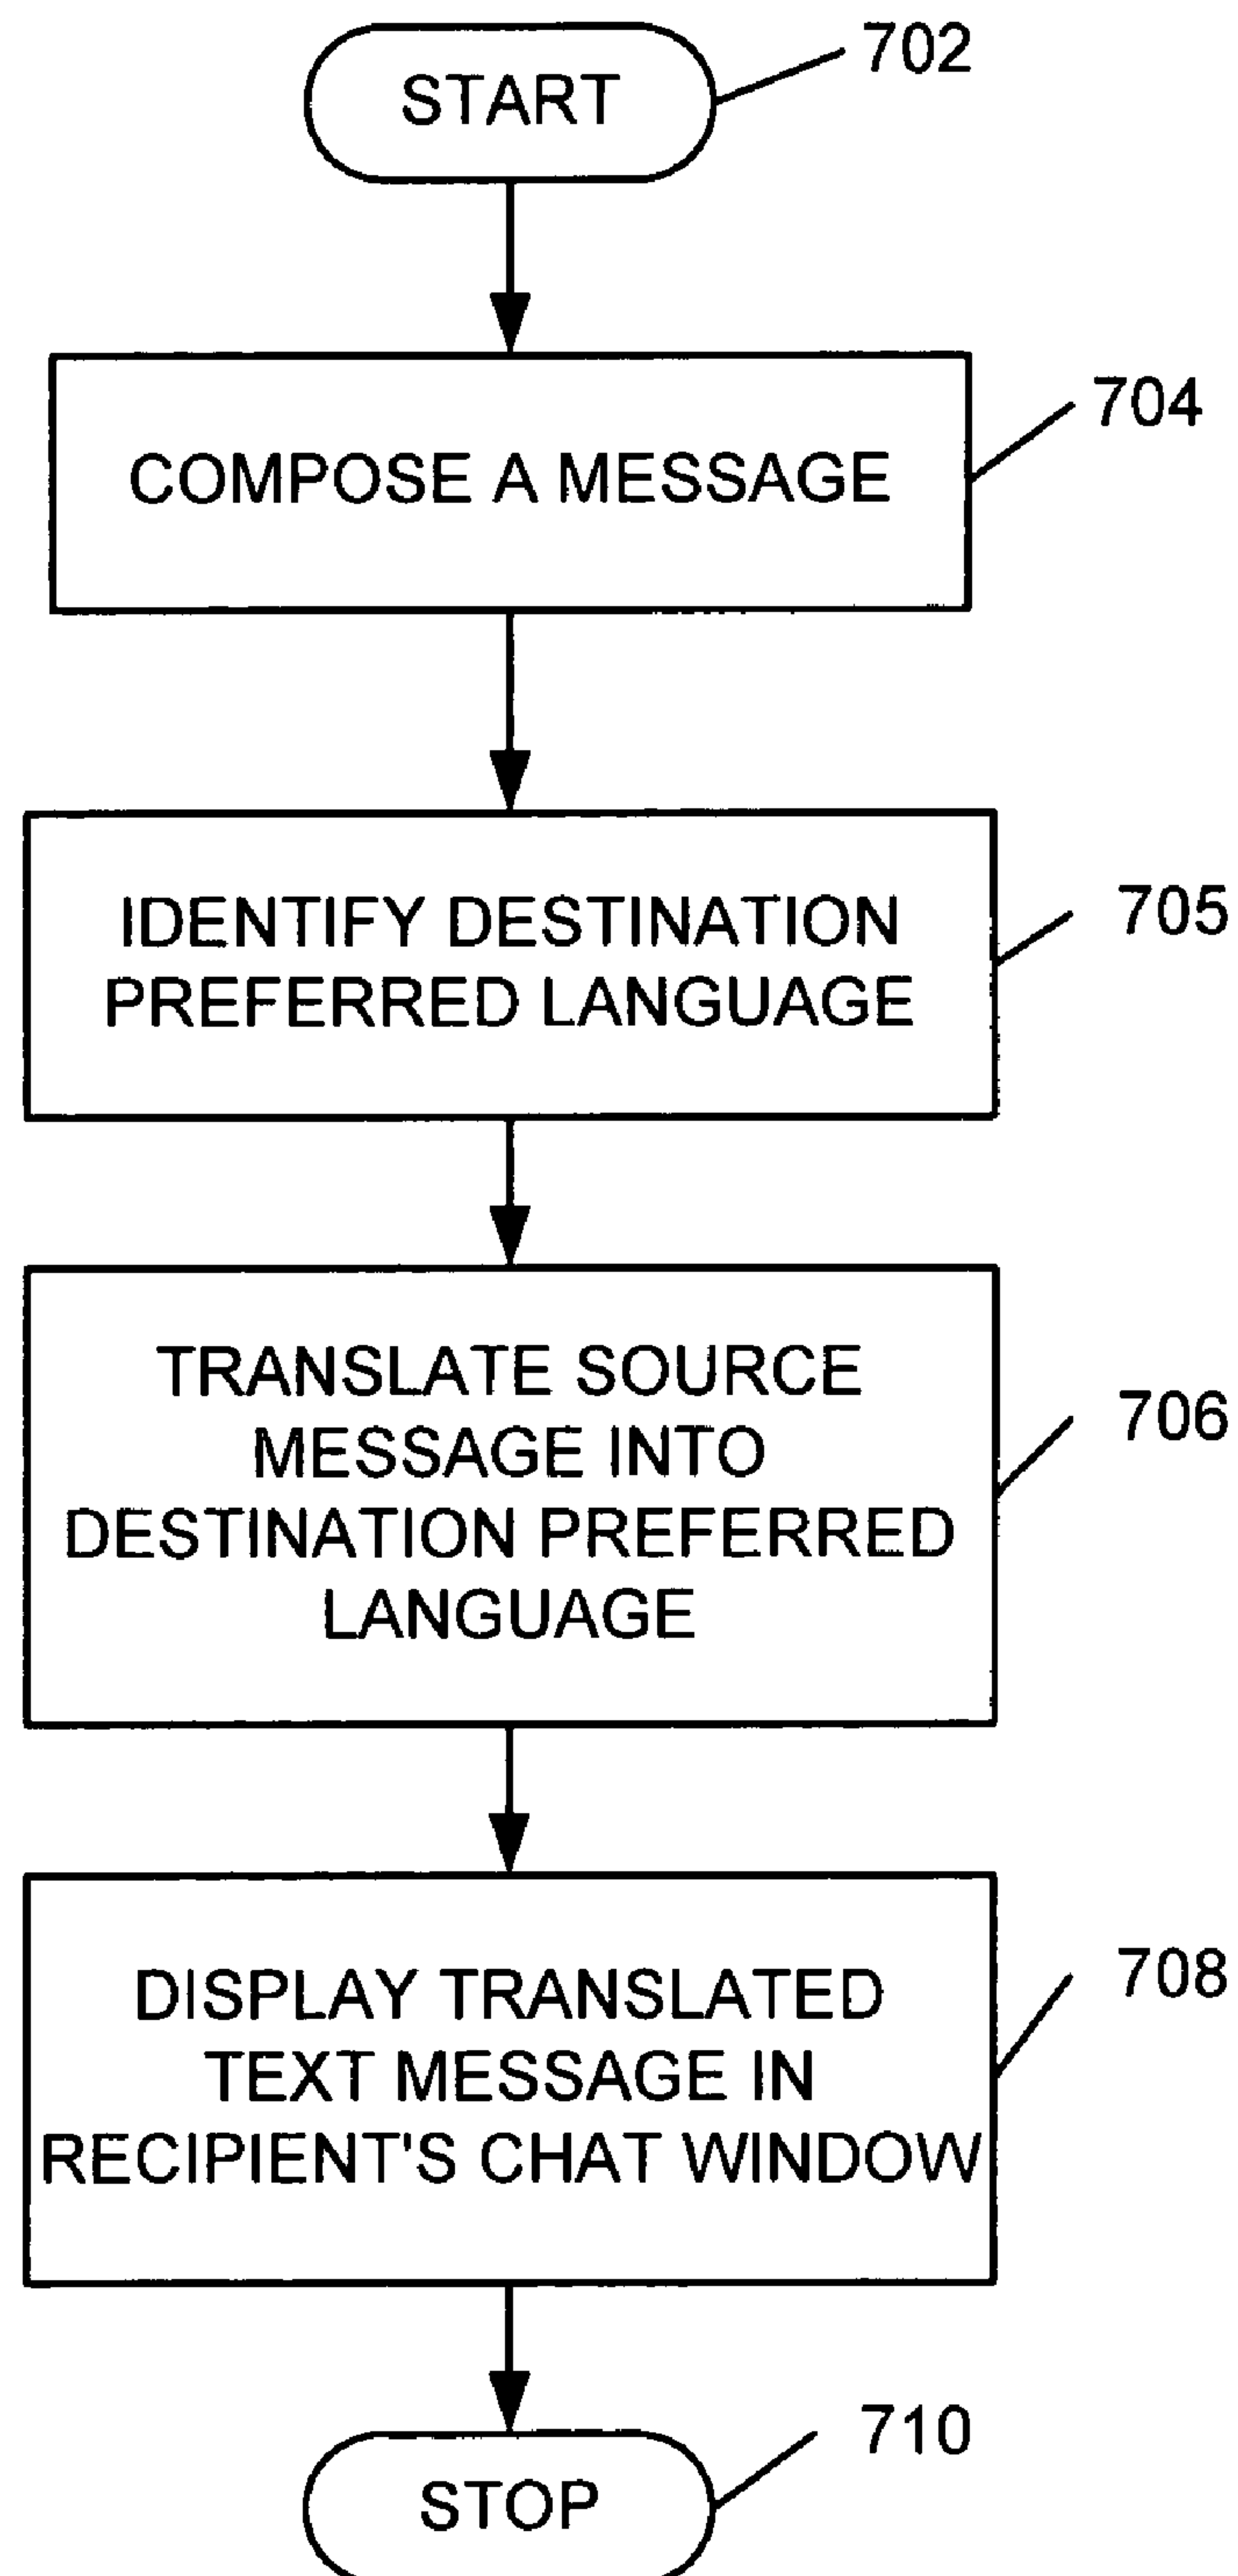 START
702
COMPOSE A MESSAGE
704
IDENTIFY DESTINATION
PREFERRED LANGUAGE
705
TRANSLATE SOURCE
MESSAGE INTO
DESTINATION PREFERRED
LANGUAGE
706
DISPLAY TRANSLATED
TEXT MESSAGE IN
RECIPIENT'S CHAT WINDOW
708
STOP
710